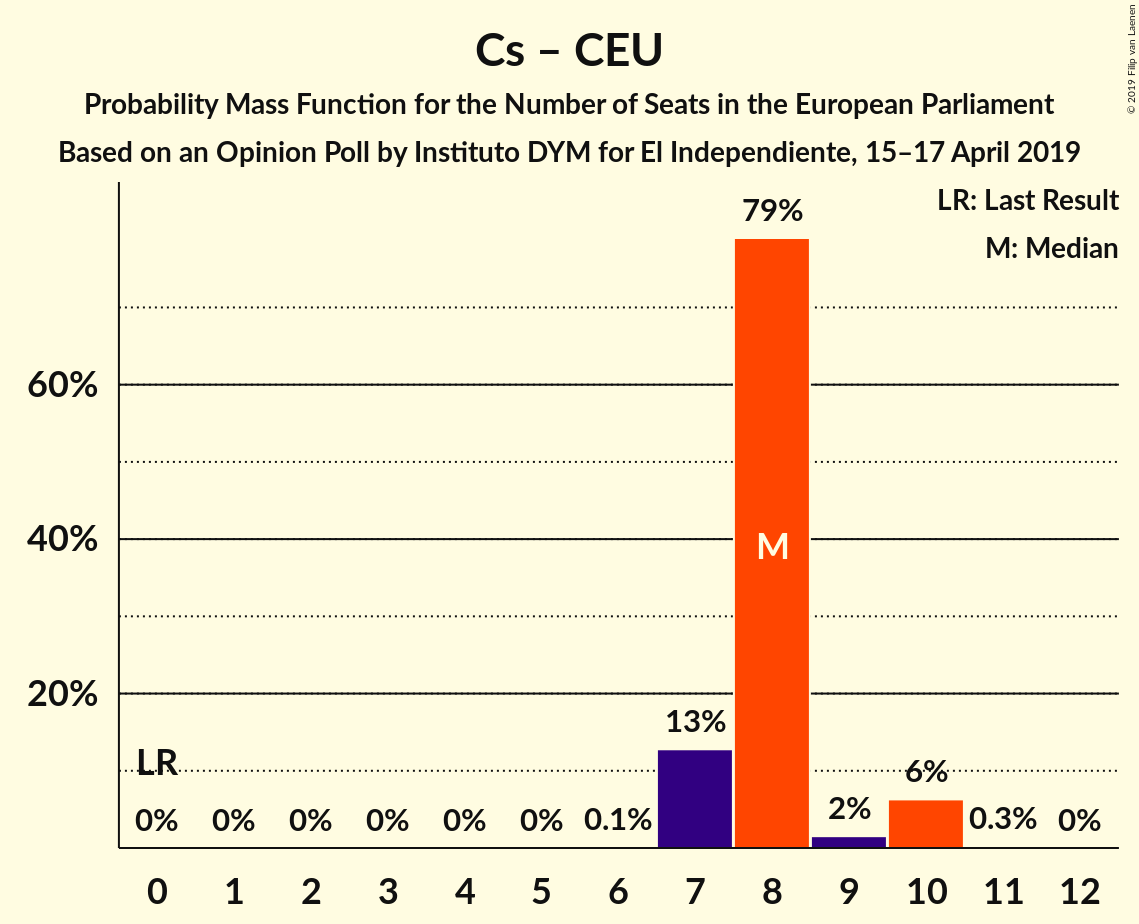 Cs – CEU
Probability Mass Function for the Number of Seats in the European Parliament
Based on an Opinion Poll by Instituto DYM for El Independiente, 15–17 April 2019
© 2019 Filip van Laenen
LR: Last Result
M: Median
79%
60%
40%
M
20%
13%
LR
6%
0% 0% 0% 0% 0% 0% 0.1% 2% 0.3% 0%
0 1 2 3 4 5 6 7 8 9 10 11 12